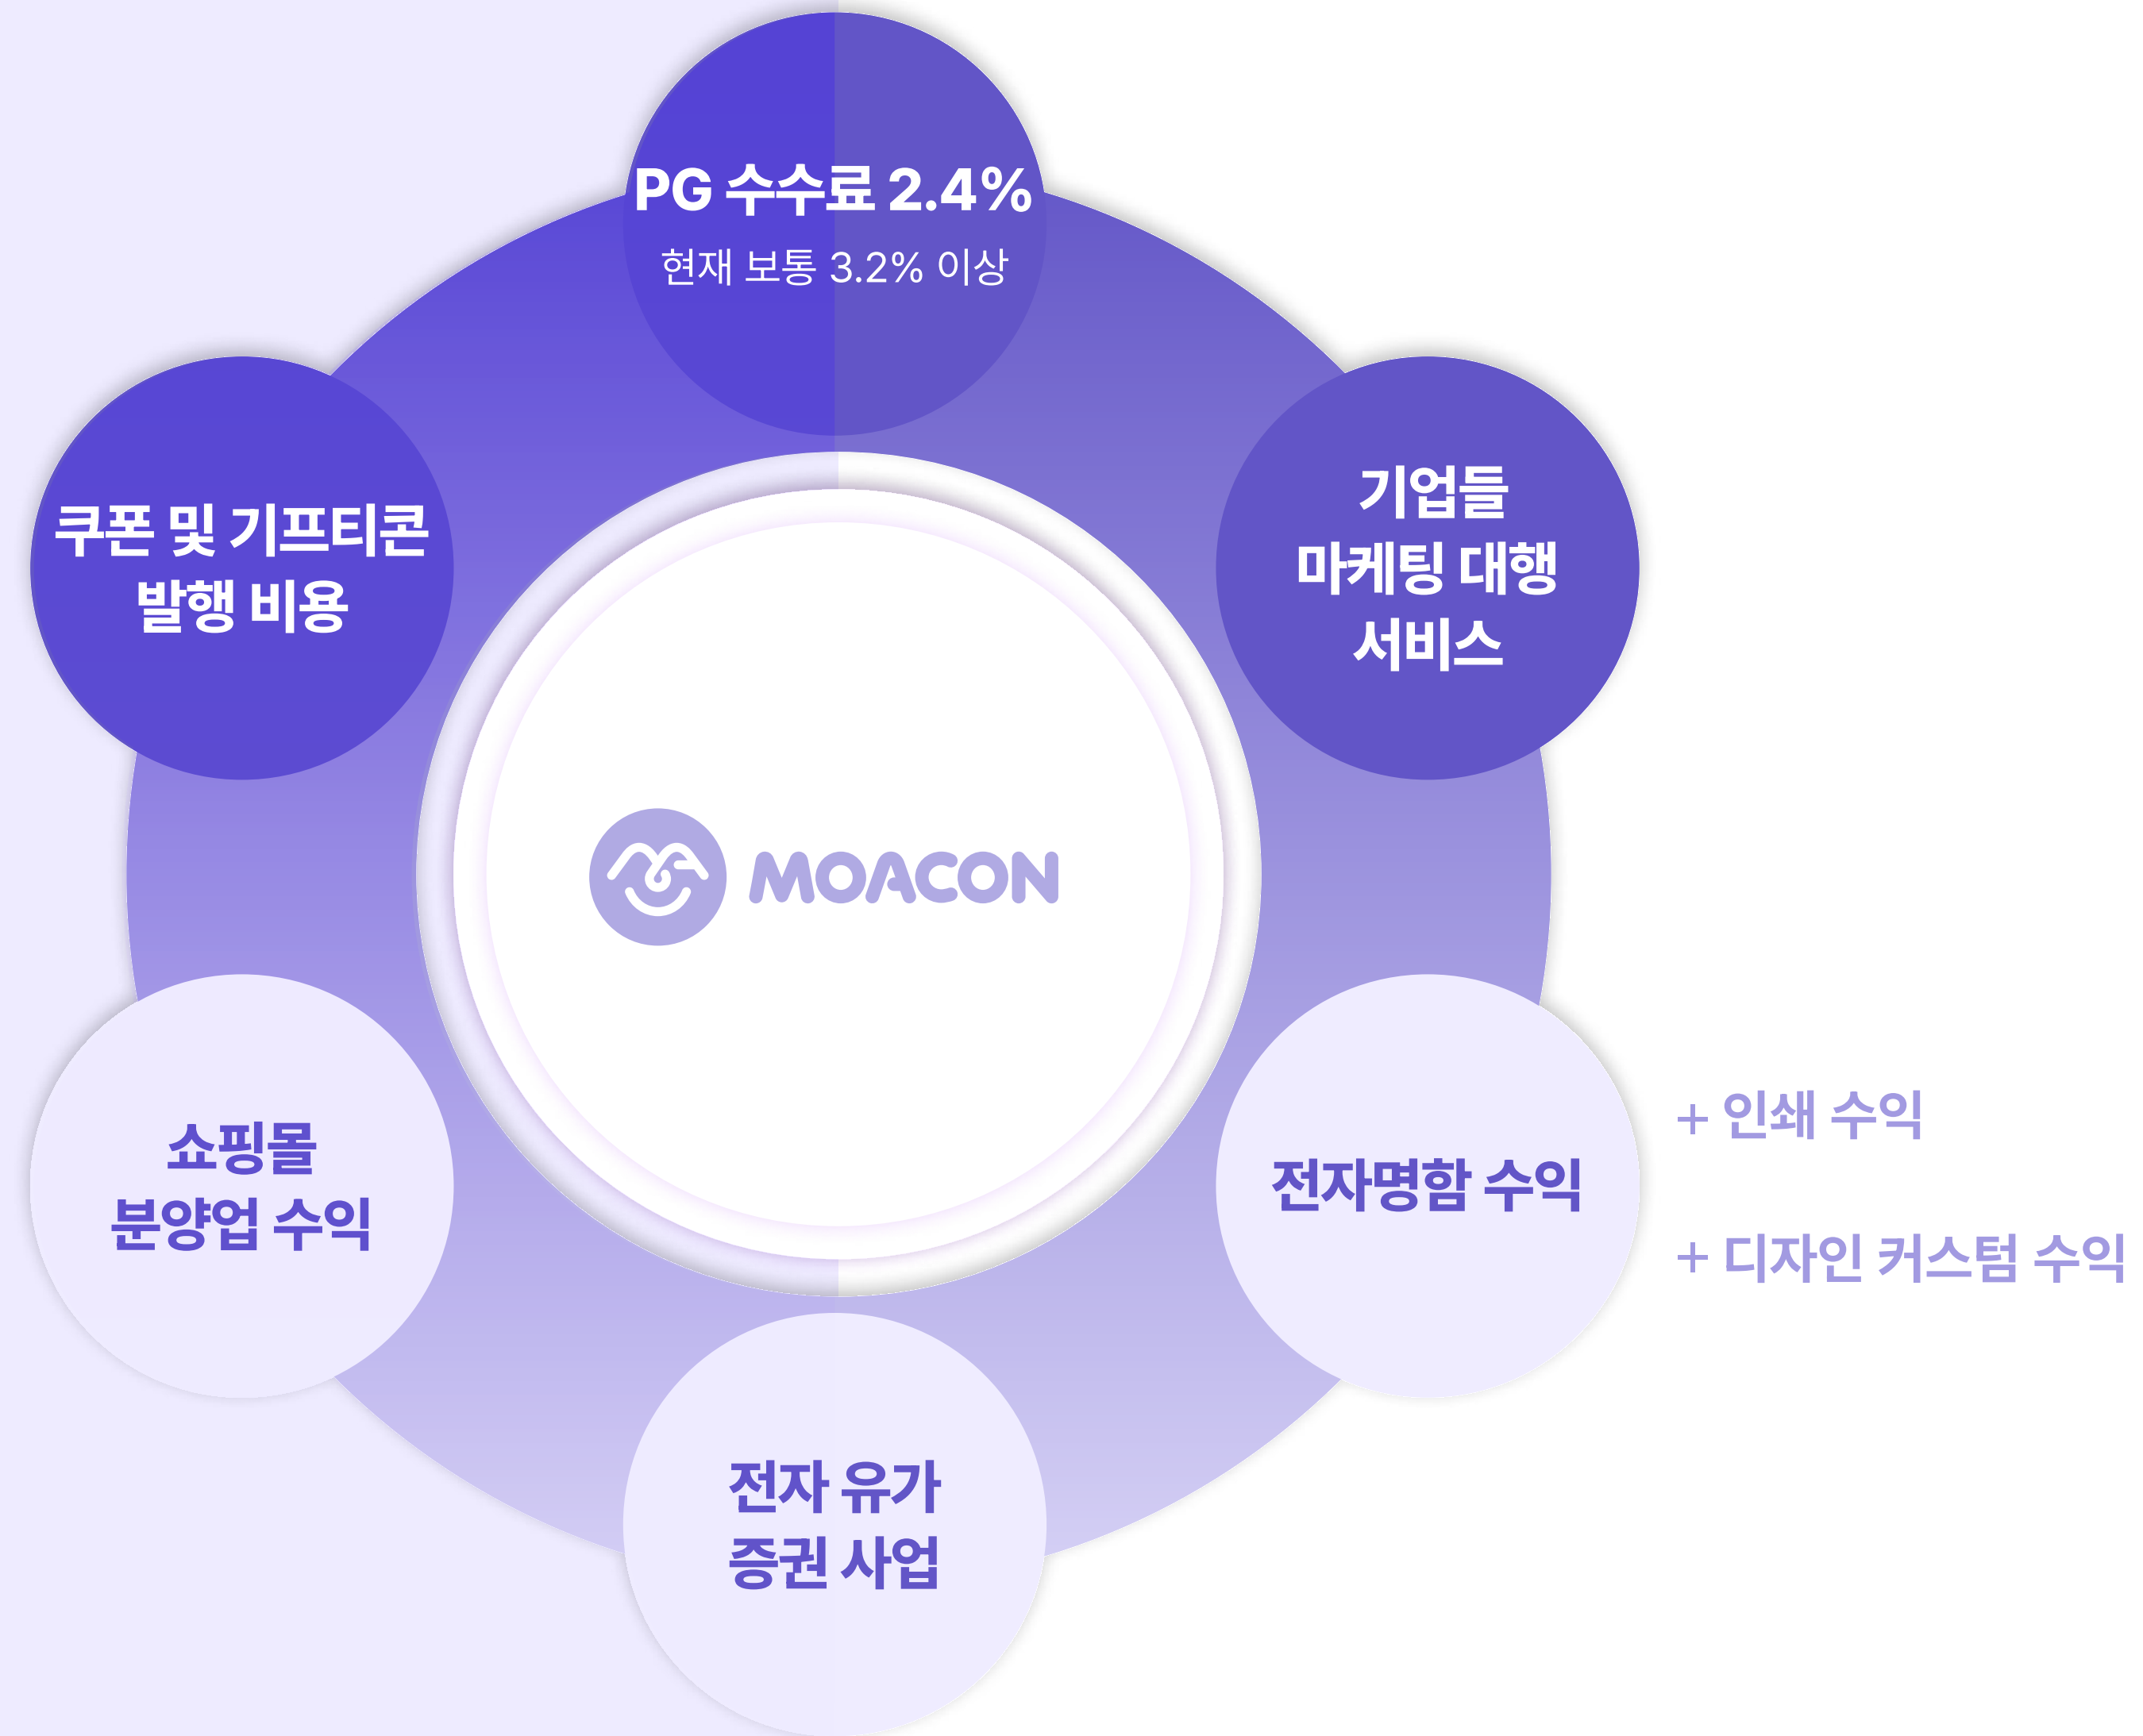 PG 수수료 2.4%
현재 보통 3.2% 이상
쿠폰 및 기프티콘
발행 비용
기업들
마케팅 대행
서비스
MOACON
쇼핑몰
분양업 수익
전자명함 수익
+ 인쇄 수익
+ 디자인 커스텀 수익
전자 유가
증권 사업